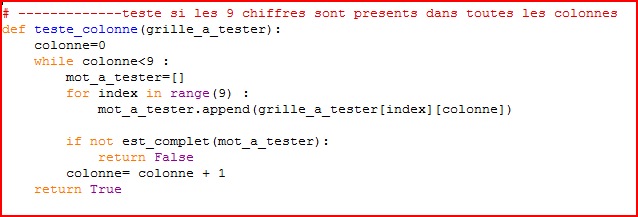 # --------------teste si les 9 chiffres sont presents dans toutes les colonnes
def teste_colonne(grille_a_tester):
    colonne=0
    while colonne<9 :
        mot_a_tester=[]
        for index in range(9) :
            mot_a_tester.append(grille_a_tester[index][colonne])

        if not est_complet(mot_a_tester):
            return False
        colonne= colonne + 1
    return True